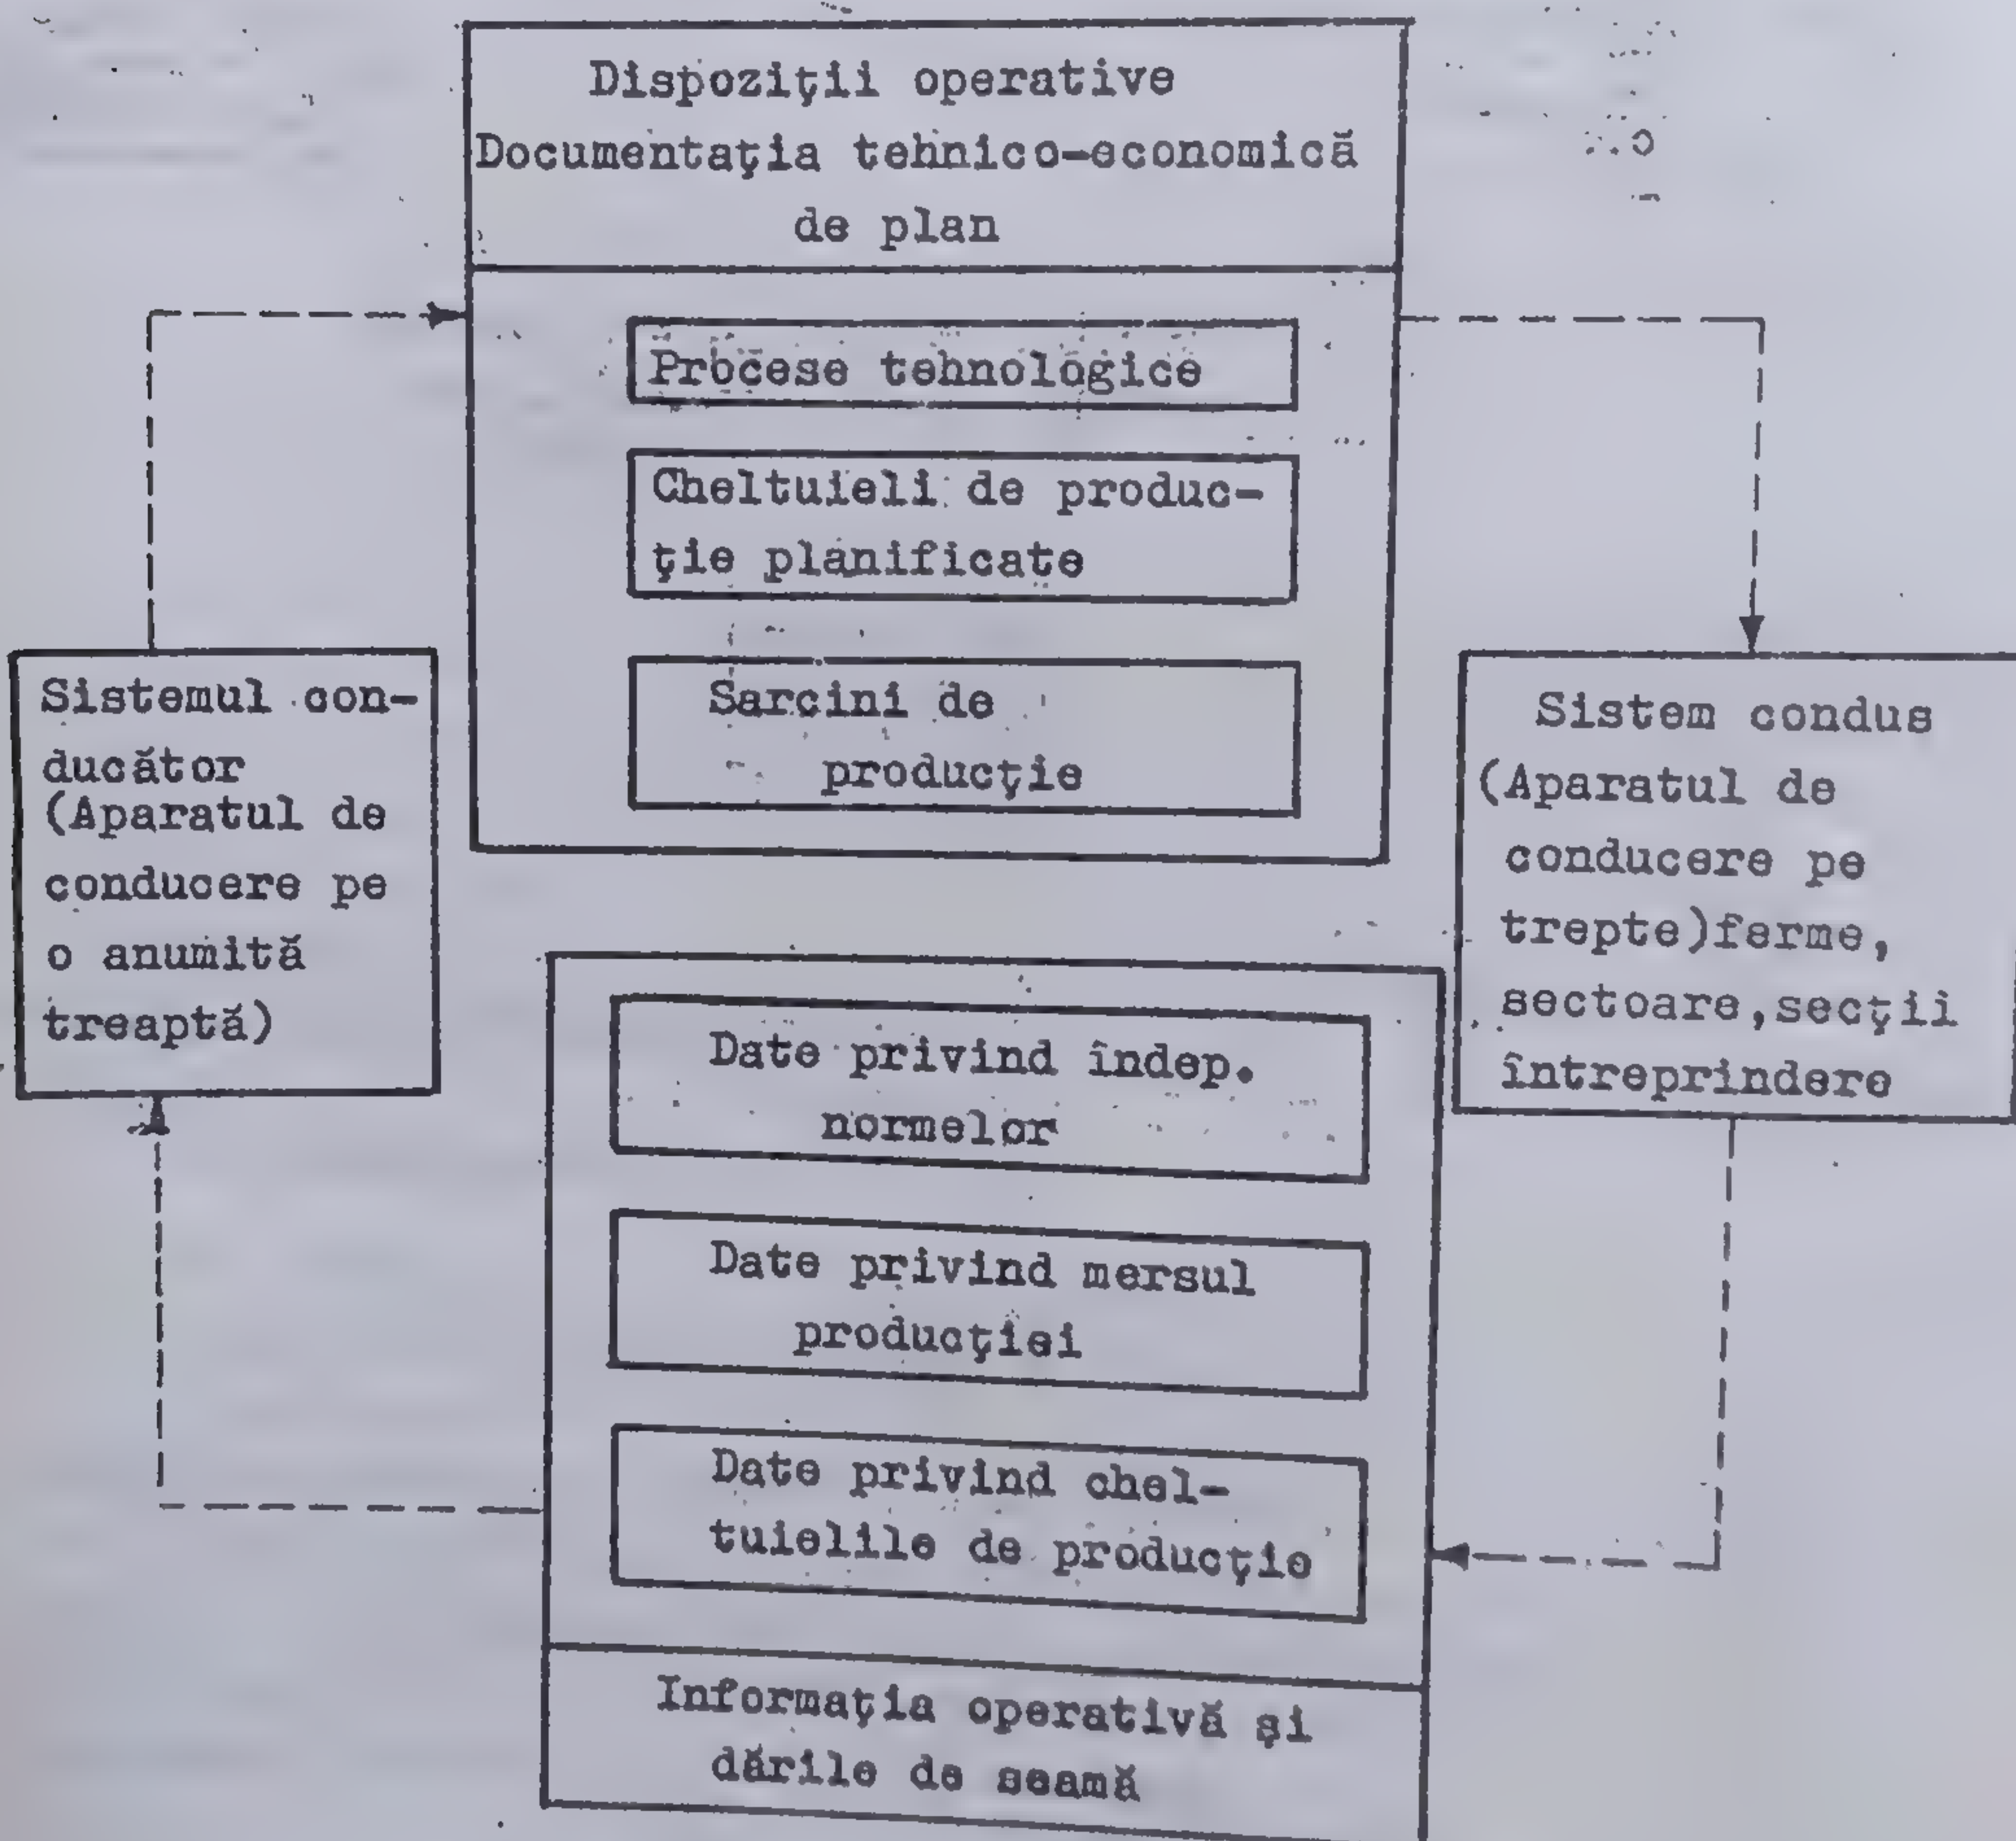 Dispoziţii operative
Documentaţia tehnico-economică
de plan
Procese tehnologice
Cheltuieli de produc-
ţie planificate
Sarcini de
producţie
Sistemul con-
ducător
(Aparatul de
conducere pe
o anumită
treaptă)
Sistem condus
(Aparatul de
conducere pe
trepte)ferme,
sectoare,secţii
întreprindere
Date privind îndep.
normelor
Date privind mersul
producţiei
Date privind chel-
tuielile de producţie
Informaţia operativă şi
dările de seamă